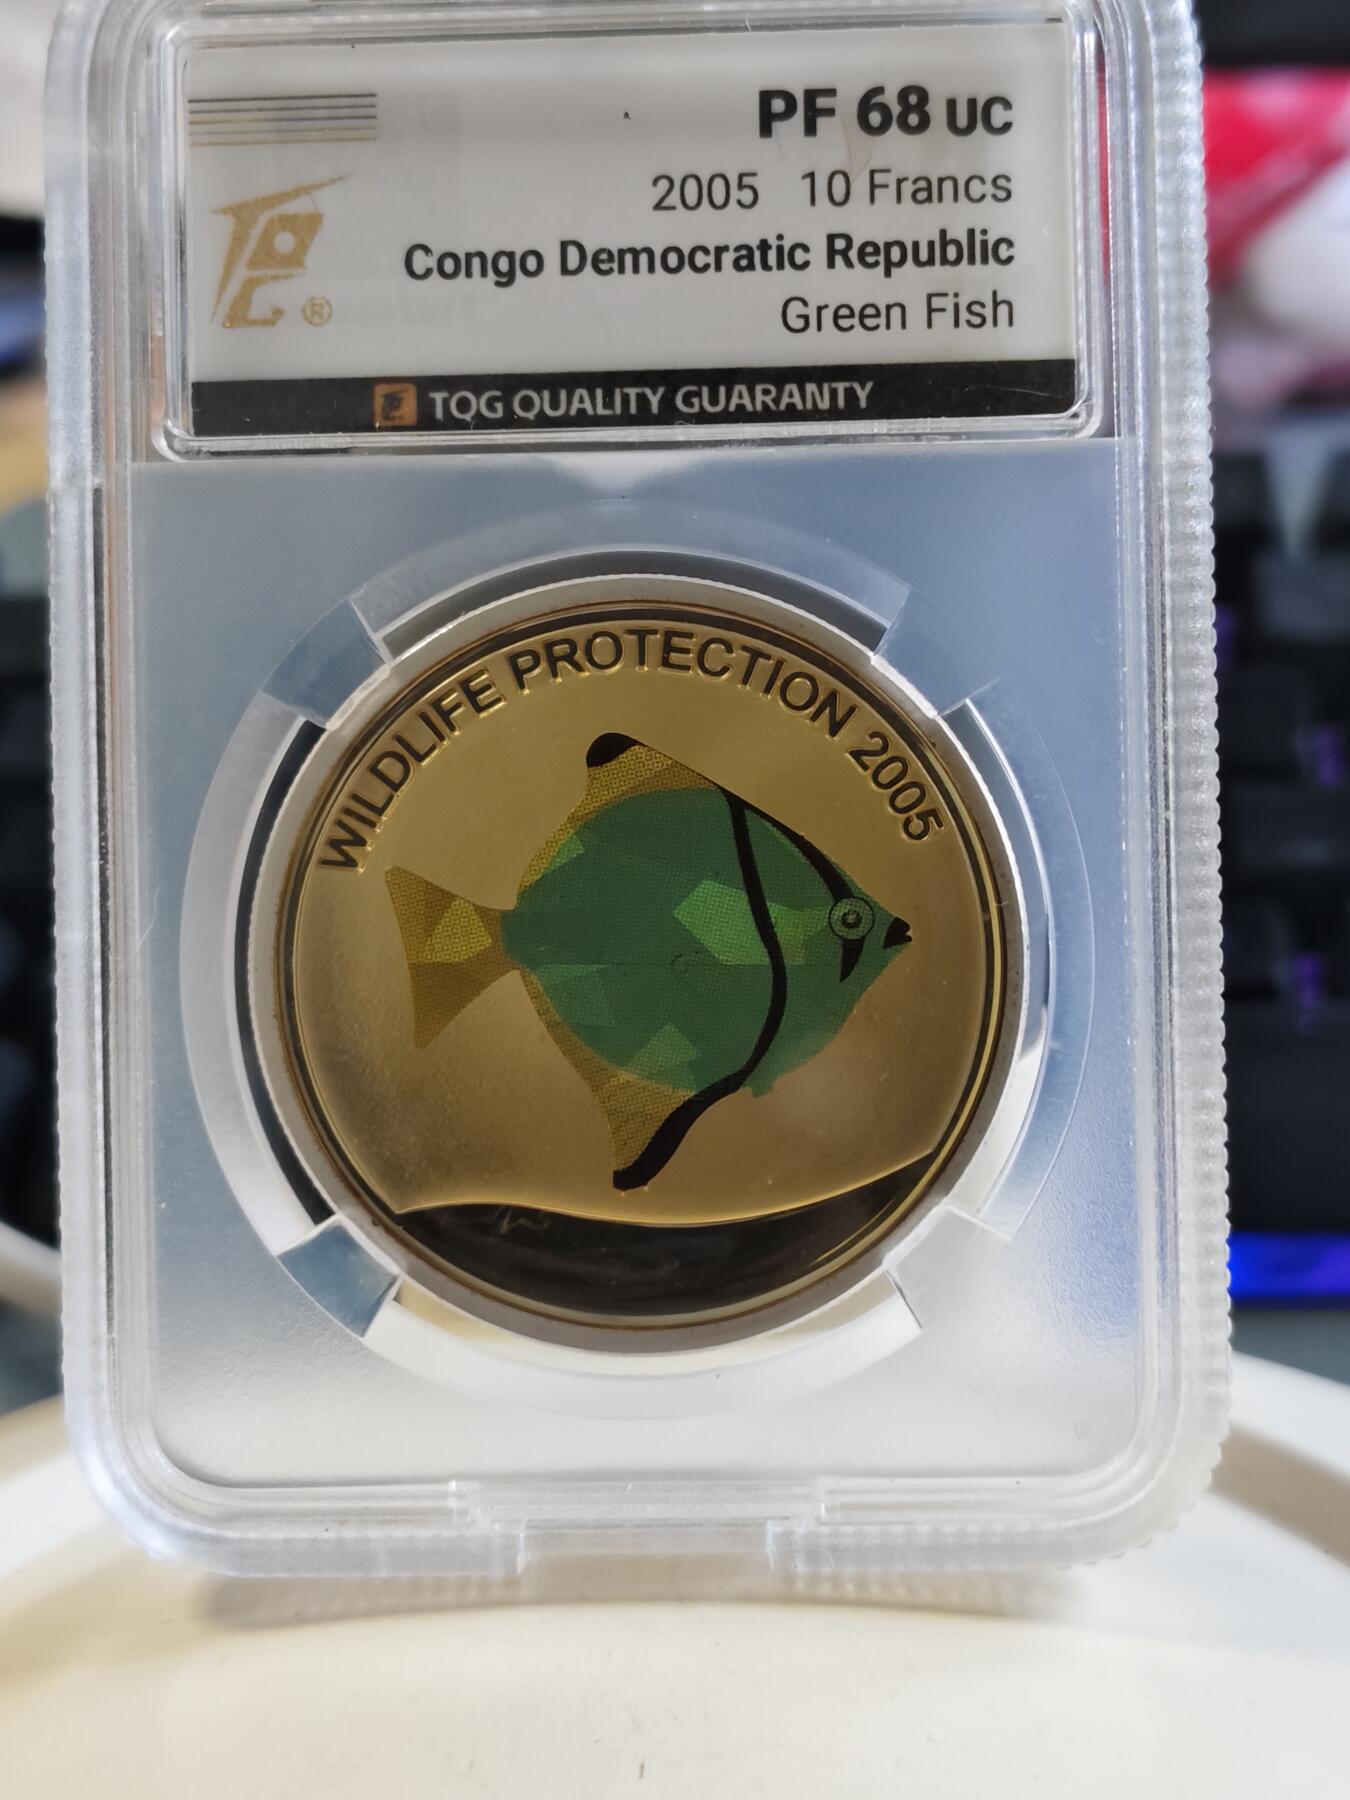 PF 68 UC
2005 10 Francs
Congo Democratic Republic
Green Fish
®
TQG QUALITY GUARANTY
WILDLIFE PROTECTION 2005